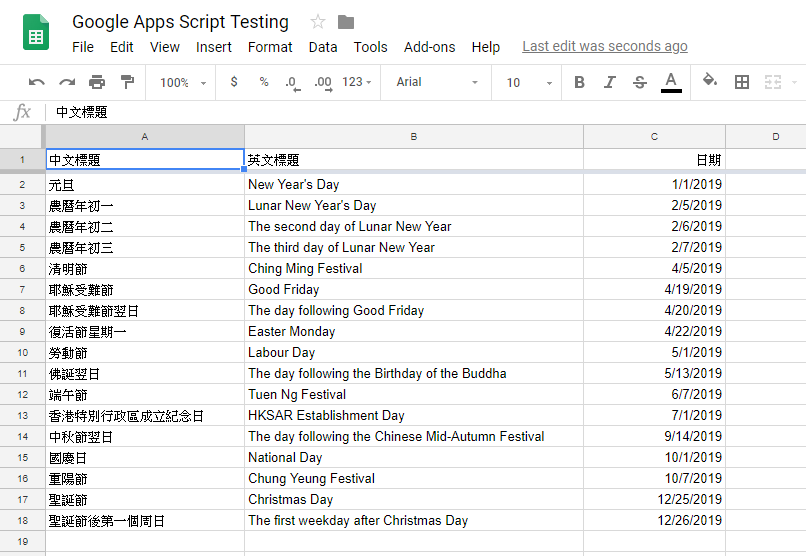 Google Apps Script Testing
File Edit View Insert Format Data Tools Add-ons Help Last edit was seconds ago
100% $ % .0 .00 123 Arial 10 B I S A
fx 中文標題
A B C D
1 中文標題 英文標題 日期
2 元旦 New Year's Day 1/1/2019
3 農曆年初一 Lunar New Year's Day 2/5/2019
4 農曆年初二 The second day of Lunar New Year 2/6/2019
5 農曆年初三 The third day of Lunar New Year 2/7/2019
6 清明節 Ching Ming Festival 4/5/2019
7 耶穌受難節 Good Friday 4/19/2019
8 耶穌受難節翌日 The day following Good Friday 4/20/2019
9 復活節星期一 Easter Monday 4/22/2019
10 勞動節 Labour Day 5/1/2019
11 佛誕翌日 The day following the Birthday of the Buddha 5/13/2019
12 端午節 Tuen Ng Festival 6/7/2019
13 香港特別行政區成立紀念日 HKSAR Establishment Day 7/1/2019
14 中秋節翌日 The day following the Chinese Mid-Autumn Festival 9/14/2019
15 國慶日 National Day 10/1/2019
16 重陽節 Chung Yeung Festival 10/7/2019
17 聖誕節 Christmas Day 12/25/2019
18 聖誕節後第一個周日 The first weekday after Christmas Day 12/26/2019
19